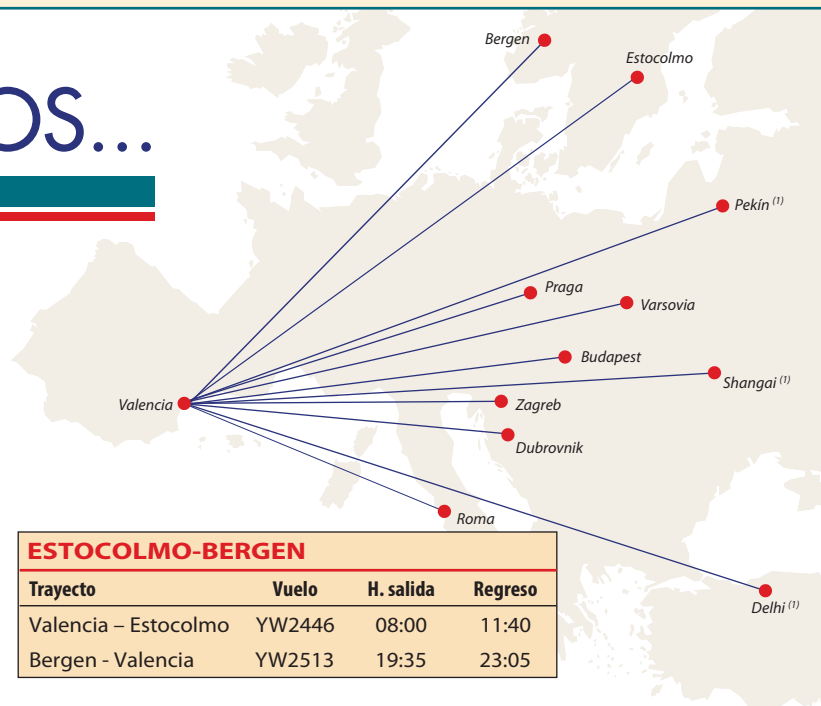 Bergen
Estocolmo
OS...
Pekín (1)
Praga
Varsovia
Budapest
Shangai (1)
Valencia
Zagreb
Dubrovnik
Roma
Delhi (1)
ESTOCOLMO-BERGEN
Trayecto Vuelo H. salida Regreso
Valencia – Estocolmo YW2446 08:00 11:40
Bergen - Valencia YW2513 19:35 23:05